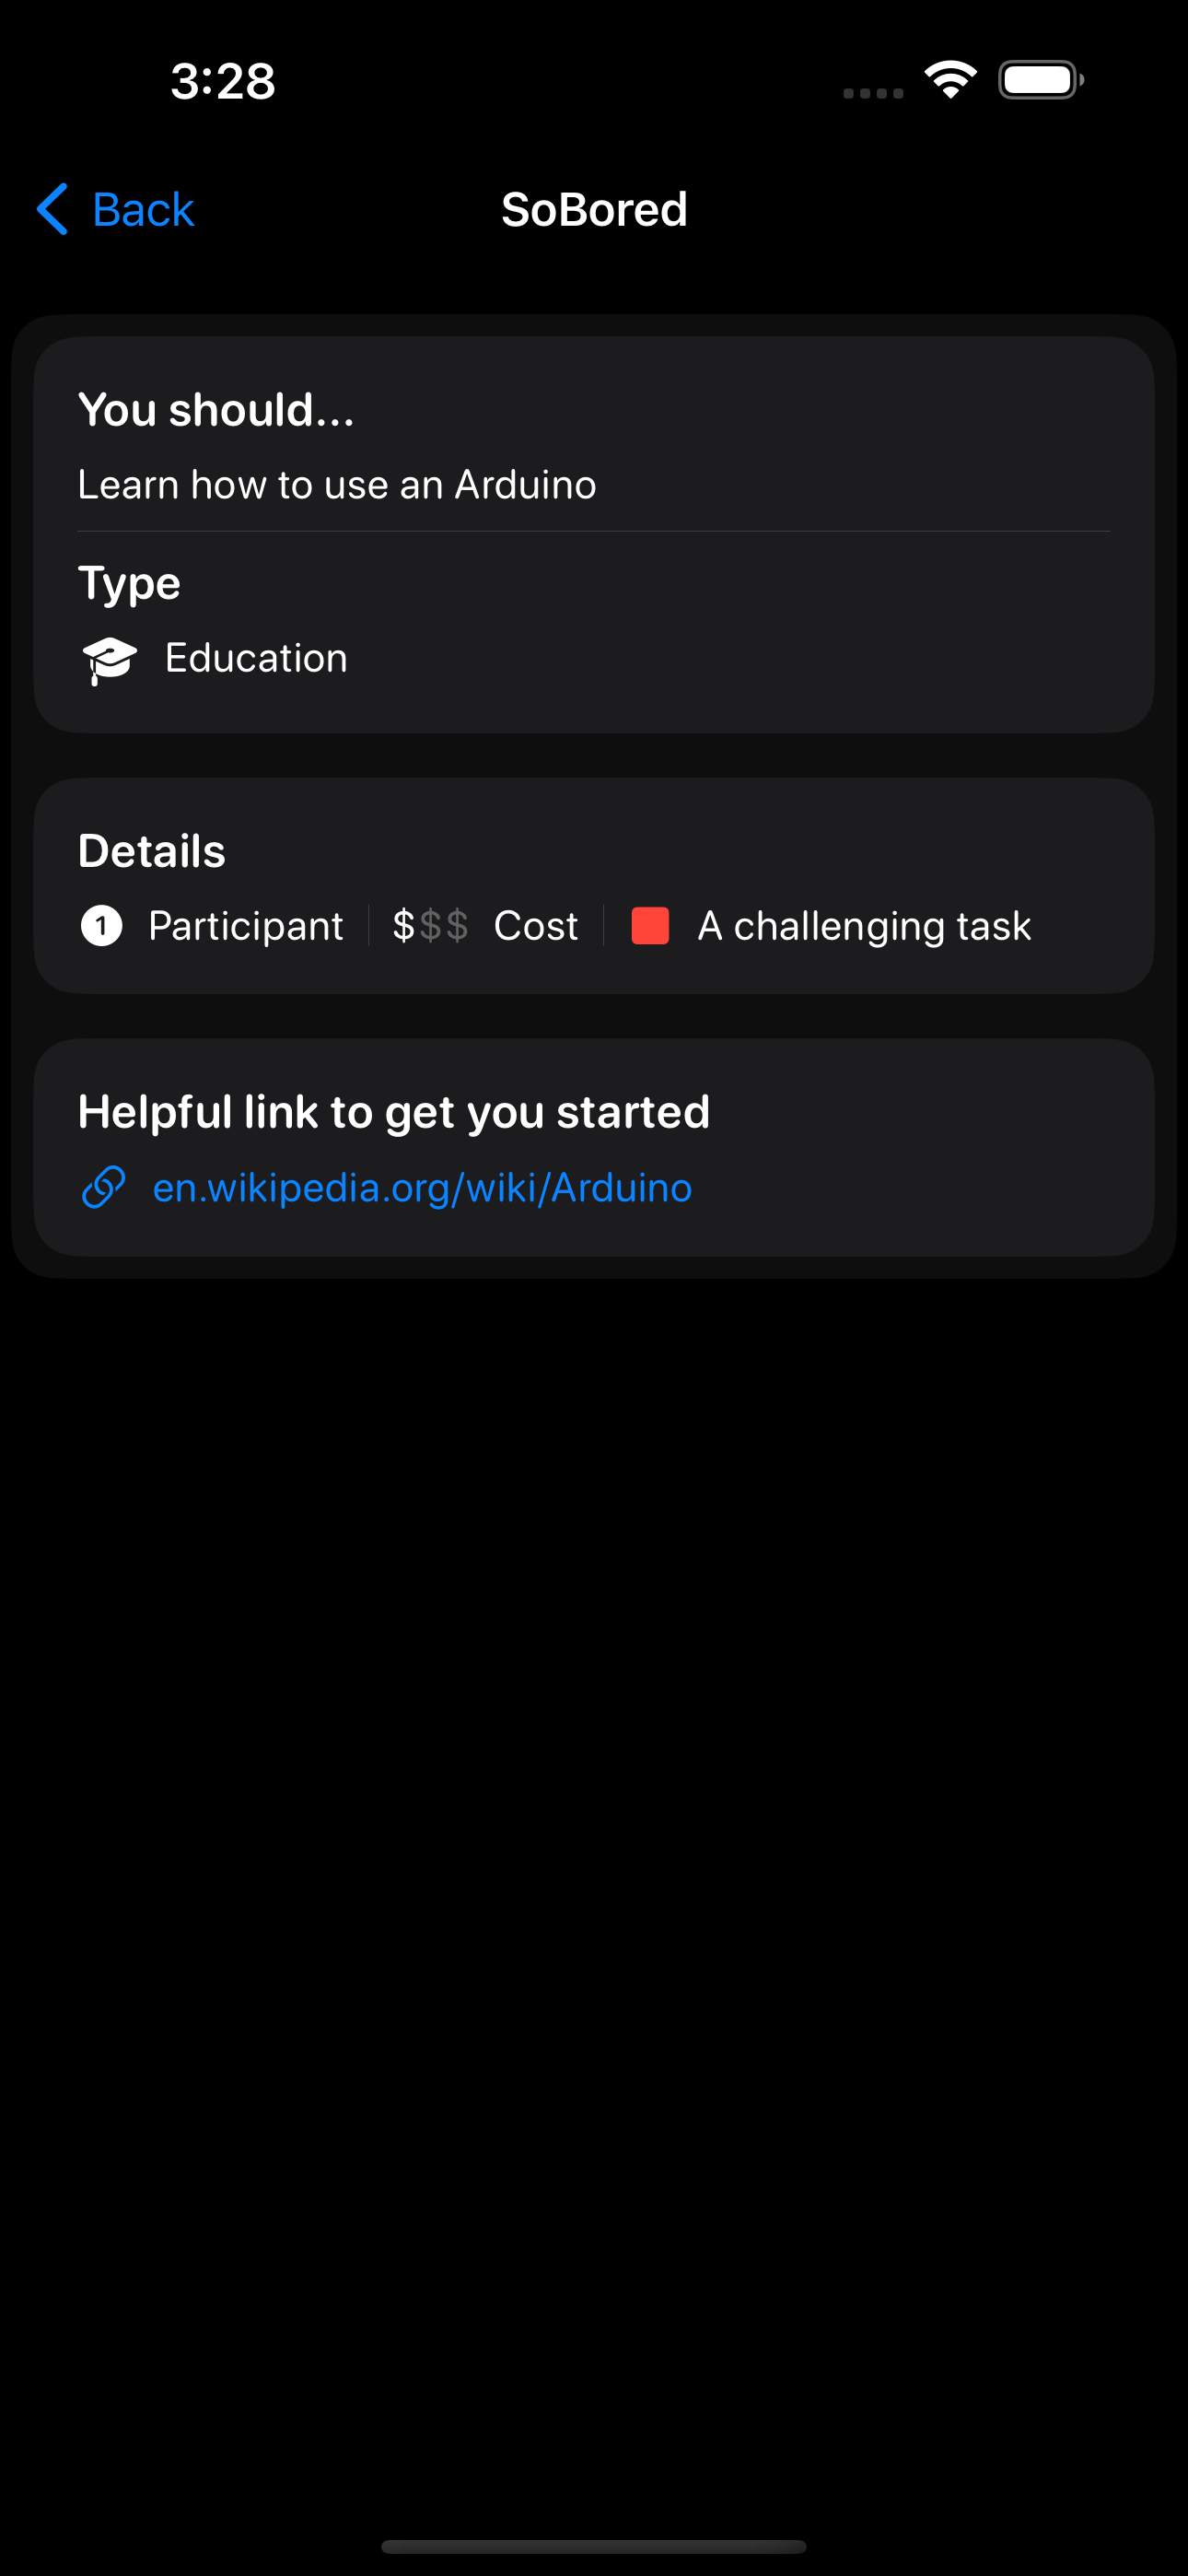 3:28
Back
SoBored
You should...
Learn how to use an Arduino
Type
Education
Details
1 Participant $$$ Cost A challenging task
Helpful link to get you started
en.wikipedia.org/wiki/Arduino